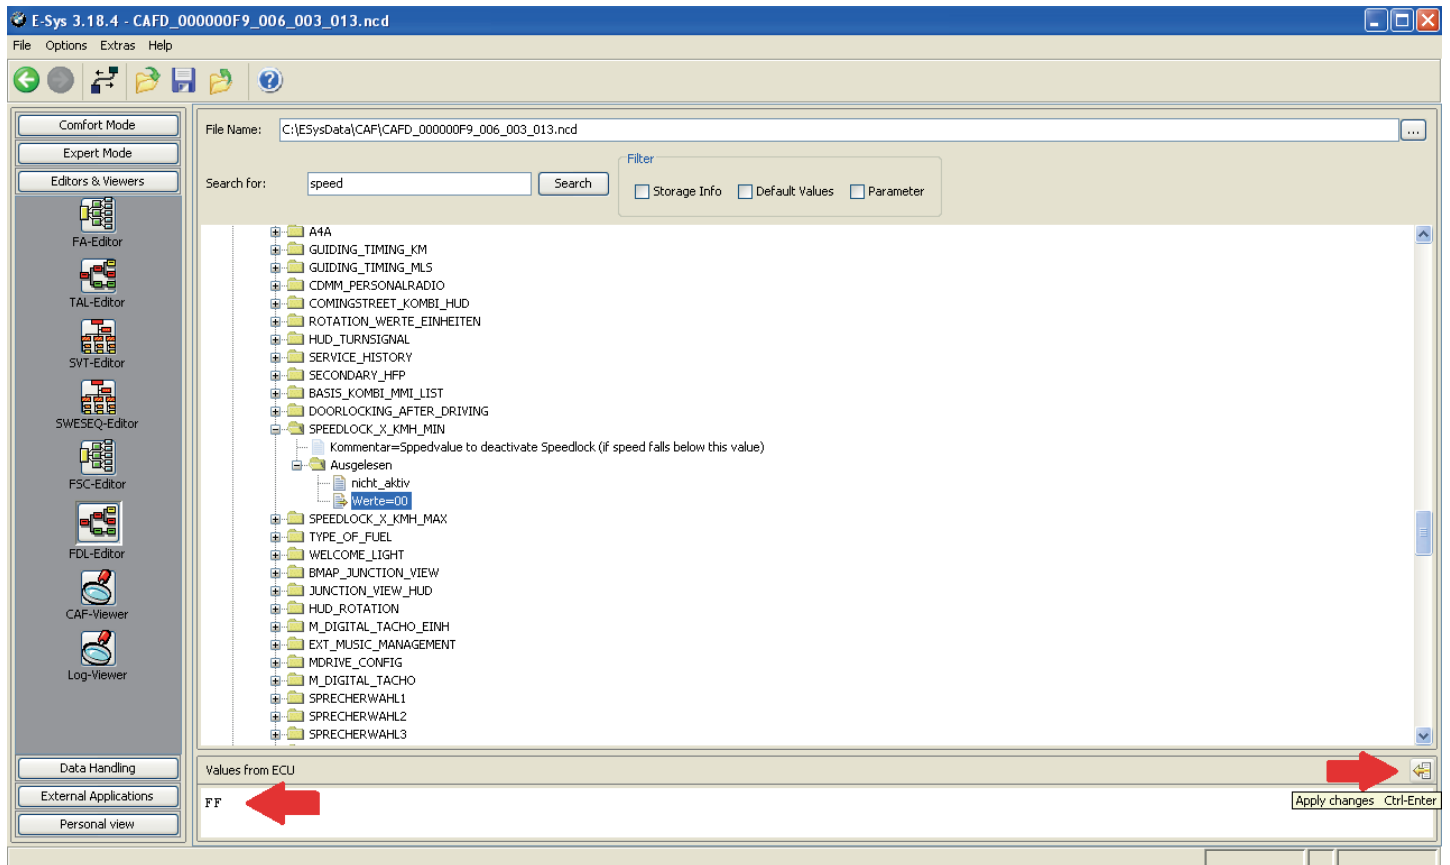 E-Sys 3.18.4 - CAFD_000000F9_006_003_013.ncd
File Options Extras Help
Comfort Mode
Expert Mode
Editors & Viewers
FA-Editor
TAL-Editor
SVT-Editor
SWESEQ-Editor
FSC-Editor
FDL-Editor
CAF-Viewer
Log-Viewer
Data Handling
External Applications
Personal view
File Name: C:\ESysData\CAF\CAFD_000000F9_006_003_013.ncd ...
Filter
Search for: speed Search Storage Info Default Values Parameter
A4A
GUIDING_TIMING_KM
GUIDING_TIMING_MLS
CDMM_PERSONALRADIO
COMINGSTREET_KOMBI_HUD
ROTATION_WERTE_EINHEITEN
HUD_TURNSIGNAL
SERVICE_HISTORY
SECONDARY_HFP
BASIS_KOMBI_MMI_LIST
DOORLOCKING_AFTER_DRIVING
SPEEDLOCK_X_KMH_MIN
Kommentar=Sppedvalue to deactivate Speedlock (if speed falls below this value)
Ausgelesen
nicht_aktiv
Werte=00
SPEEDLOCK_X_KMH_MAX
TYPE_OF_FUEL
WELCOME_LIGHT
BMAP_JUNCTION_VIEW
JUNCTION_VIEW_HUD
HUD_ROTATION
M_DIGITAL_TACHO_EINH
EXT_MUSIC_MANAGEMENT
MDRIVE_CONFIG
M_DIGITAL_TACHO
SPRECHERWAHL1
SPRECHERWAHL2
SPRECHERWAHL3
Values from ECU
FF
Apply changes Ctrl-Enter